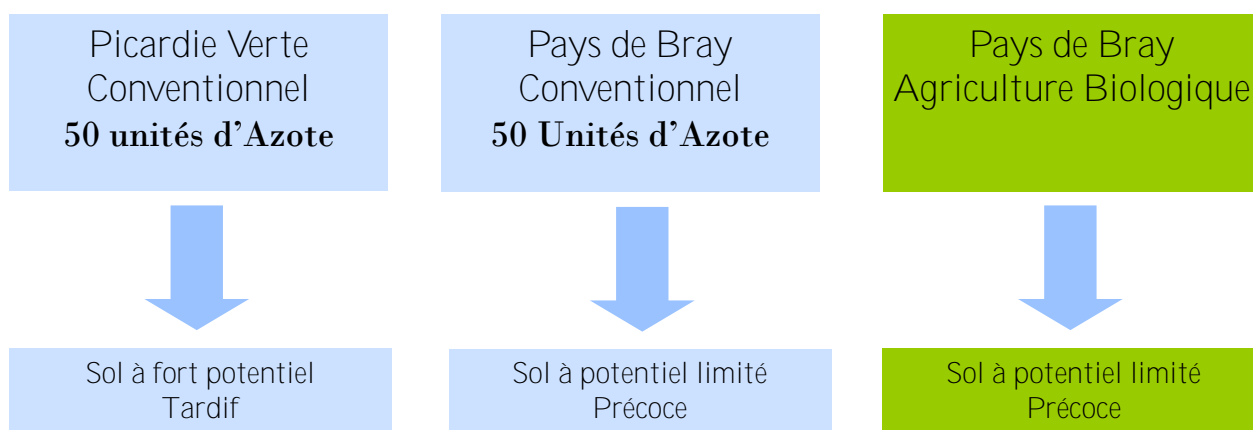 Picardie Verte
Conventionnel
50 unités d'Azote
Pays de Bray
Conventionnel
50 Unités d'Azote
Pays de Bray
Agriculture Biologique
Sol à fort potentiel
Tardif
Sol à potentiel limité
Précoce
Sol à potentiel limité
Précoce